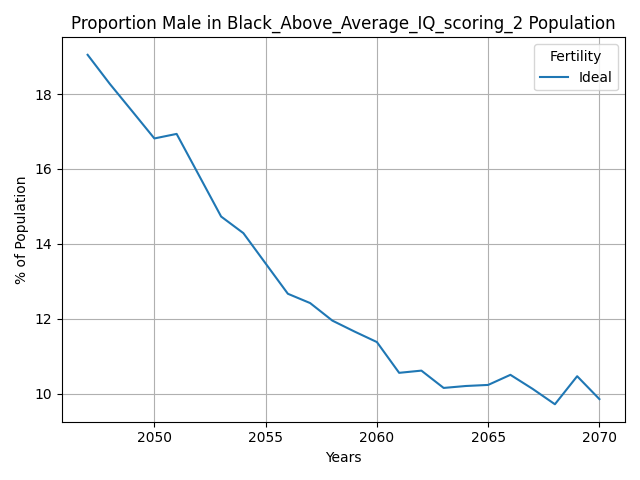 Proportion Male in Black_Above_Average_IQ_scoring_2 Population
Fertility
Ideal
% of Population
18
16
14
12
10
2050 2055 2060 2065 2070
Years